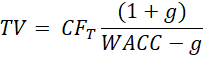 TV = CF_T (1 + g) / (WACC − g)